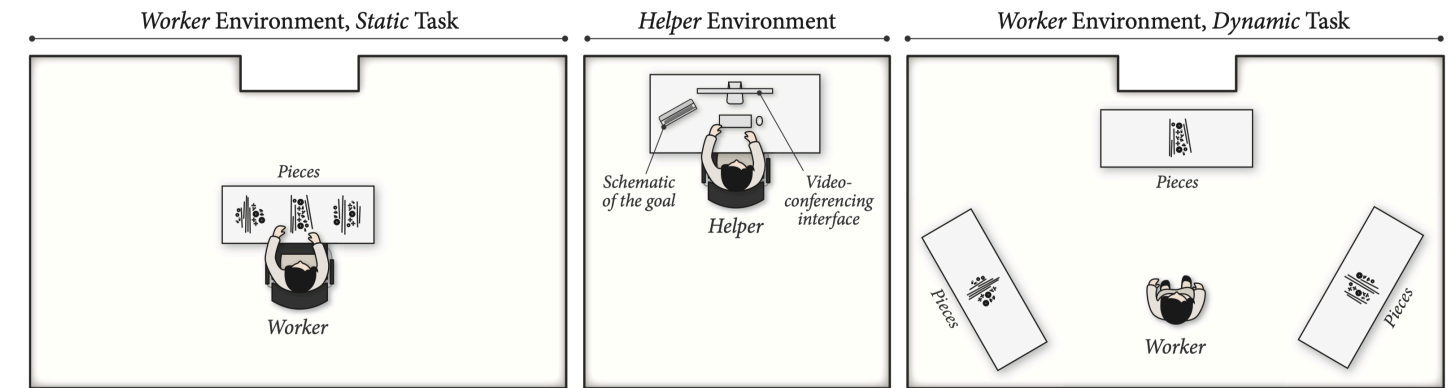 Worker Environment, Static Task
Helper Environment
Worker Environment, Dynamic Task
Pieces
Worker
Schematic
of the goal
Helper
Video-
conferencing
interface
Pieces
Pieces
Pieces
Worker